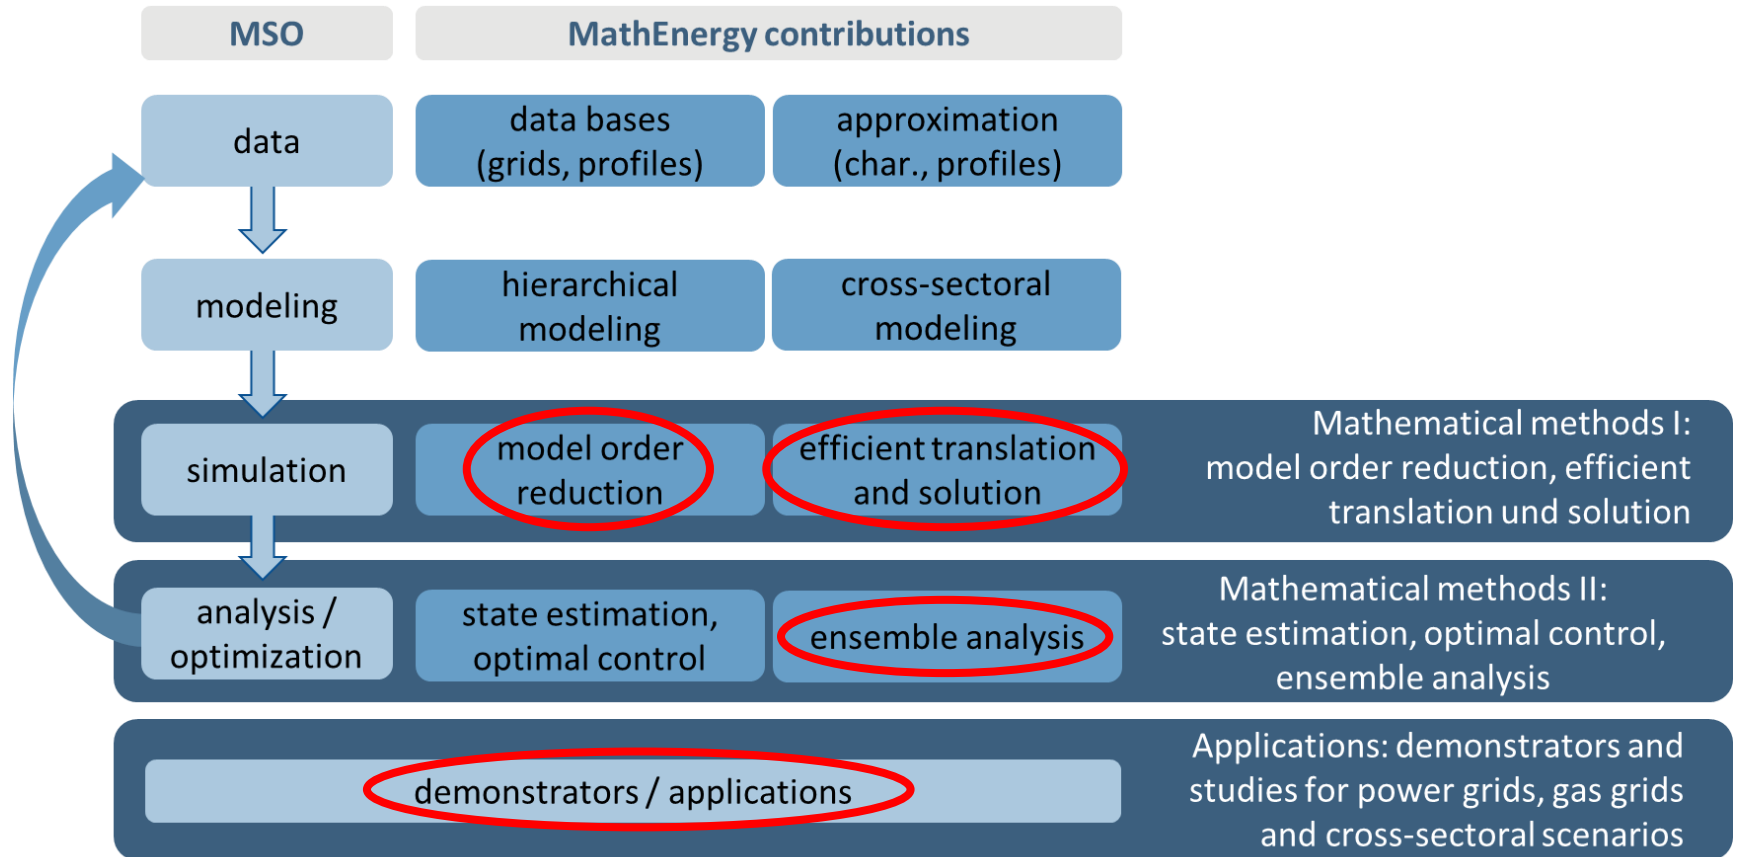 MSO
MathEnergy contributions
data
data bases
(grids, profiles)
approximation
(char., profiles)
modeling
hierarchical
modeling
cross-sectoral
modeling
simulation
model order
reduction
efficient translation
and solution
Mathematical methods I:
model order reduction, efficient
translation und solution
analysis /
optimization
state estimation,
optimal control
ensemble analysis
Mathematical methods II:
state estimation, optimal control,
ensemble analysis
demonstrators / applications
Applications: demonstrators and
studies for power grids, gas grids
and cross-sectoral scenarios